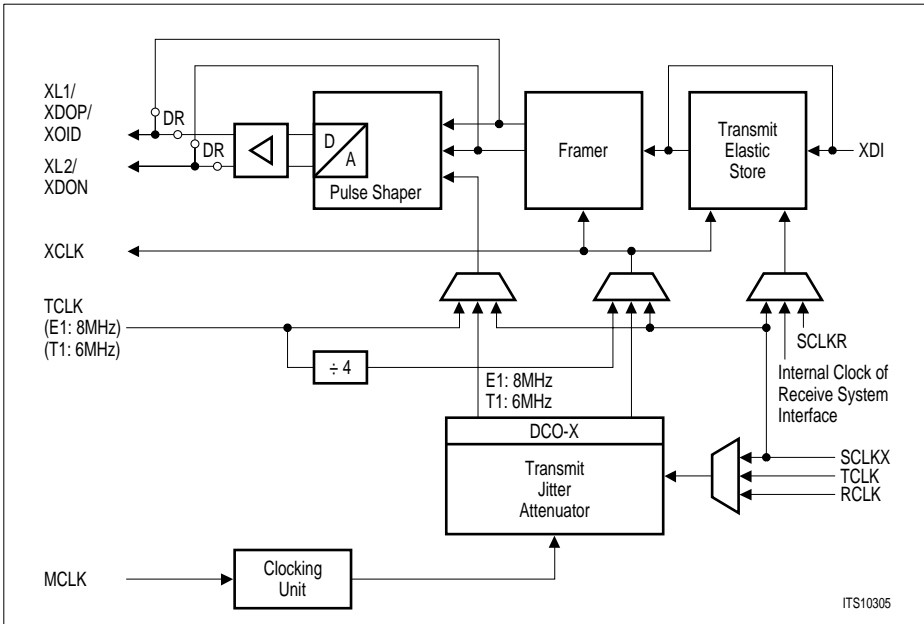 XL1/
XDOP/
XOID
DR
DR
XL2/
XDON
D
A
Pulse Shaper
Framer
Transmit
Elastic
Store
XDI
XCLK
TCLK
(E1: 8MHz)
(T1: 6MHz)
÷ 4
E1: 8MHz
T1: 6MHz
SCLKR
Internal Clock of
Receive System
Interface
DCO-X
Transmit
Jitter
Attenuator
SCLKX
TCLK
RCLK
MCLK
Clocking
Unit
ITS10305